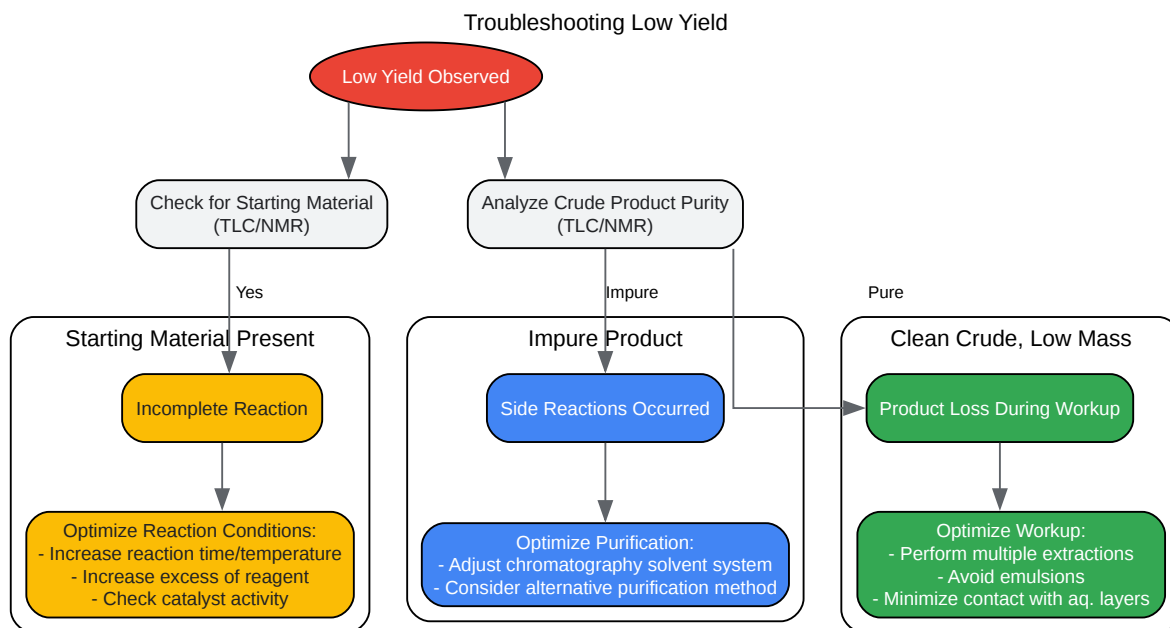 Troubleshooting Low Yield
Low Yield Observed
Check for Starting Material
(TLC/NMR)
Analyze Crude Product Purity
(TLC/NMR)
Yes
Impure
Pure
Starting Material Present
Impure Product
Clean Crude, Low Mass
Incomplete Reaction
Side Reactions Occurred
Product Loss During Workup
Optimize Reaction Conditions:
- Increase reaction time/temperature
- Increase excess of reagent
- Check catalyst activity
Optimize Purification:
- Adjust chromatography solvent system
- Consider alternative purification method
Optimize Workup:
- Perform multiple extractions
- Avoid emulsions
- Minimize contact with aq. layers